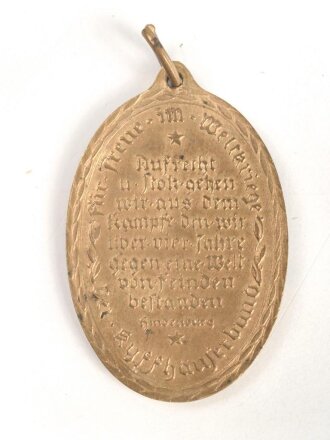 Für · Treue · im · Weltkriege
Aufrecht
u. stolz gehen
wir aus dem
Kampfe den wir
über vier Jahre
gegen eine Welt
von Feinden
bestanden
Hindenburg
Der · Kyffhäuserbund